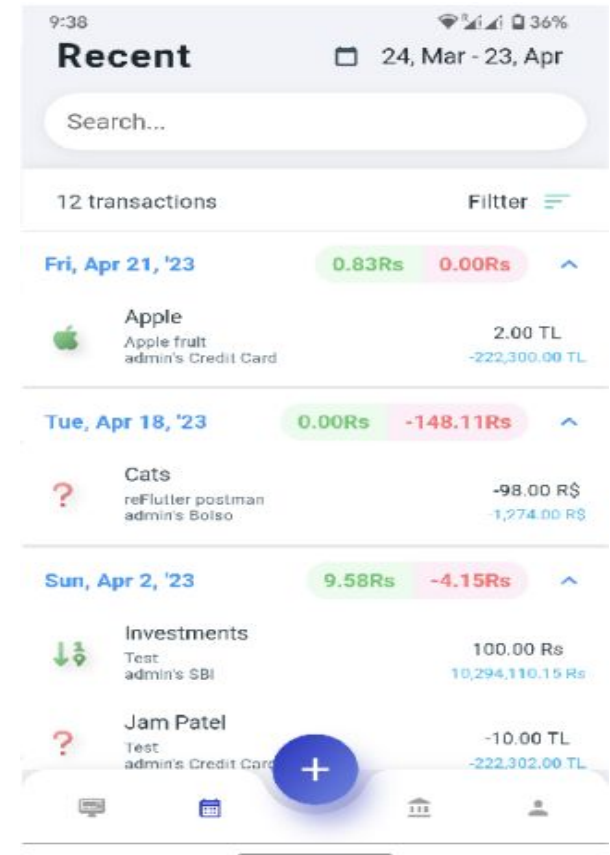 9:38 36%
Recent 24, Mar - 23, Apr
Search...
12 transactions Filtter
Fri, Apr 21, '23 0.83Rs 0.00Rs
Apple
Apple fruit
admin's Credit Card
2.00 TL
-222,300.00 TL
Tue, Apr 18, '23 0.00Rs -148.11Rs
Cats
reFlutter postman
admin's Bolso
-98.00 R$
-1,274.00 R$
Sun, Apr 2, '23 9.58Rs -4.15Rs
Investments
Test
admin's SBI
100.00 Rs
10,294,110.15 Rs
Jam Patel
Test
admin's Credit Card
-10.00 TL
-222,302.00 TL